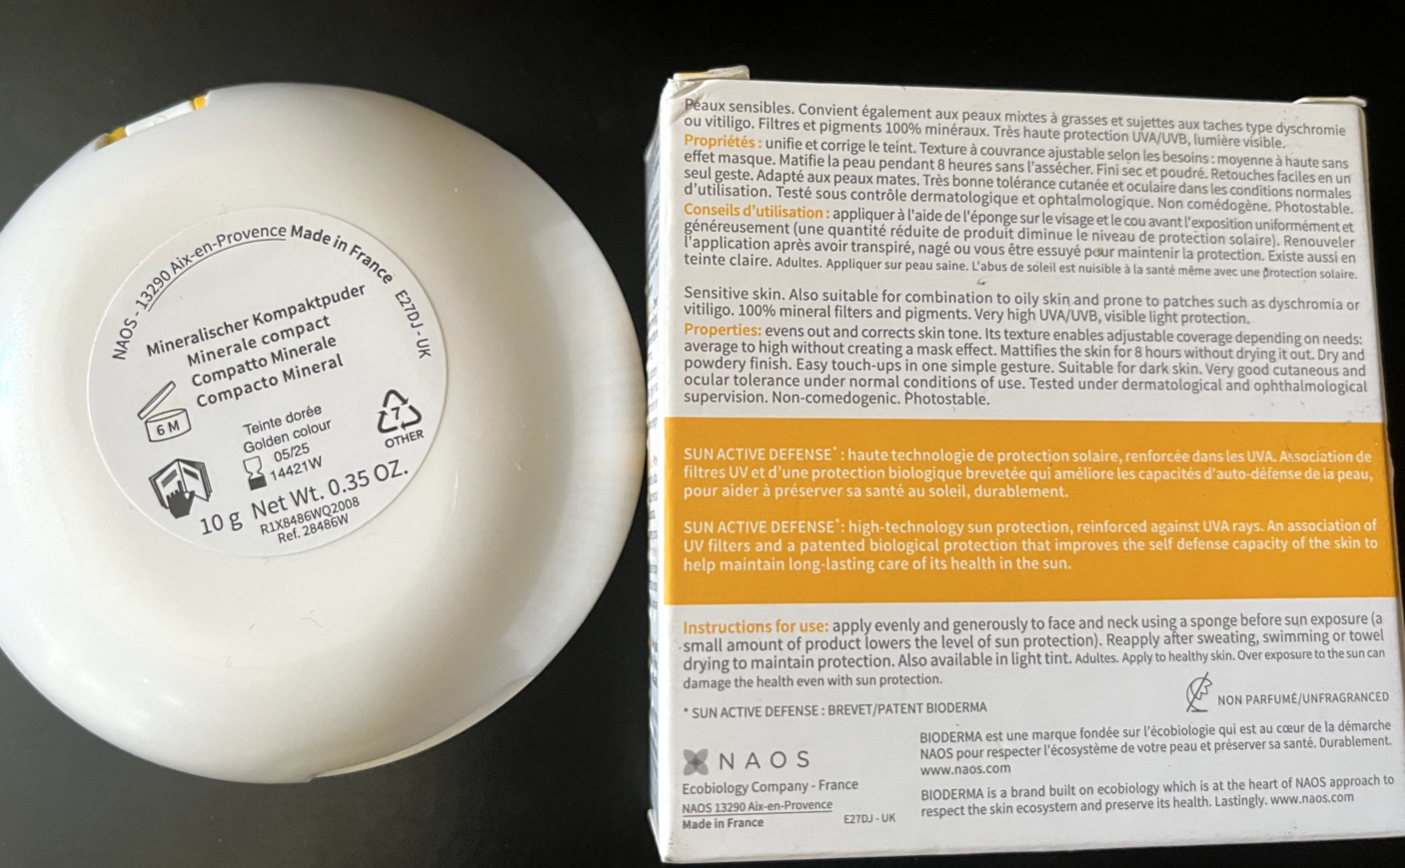 NAOS - 13290 Aix-en-Provence Made in France E27DJ - UK
Mineralischer Kompaktpuder
Minerale compact
Compatto Minerale
Compacto Mineral
6 M
Teinte dorée
Golden colour
05/25
14421W
7
OTHER
10 g Net Wt. 0.35 OZ.
R1X8486WQ2008
Ref. 28486W
Peaux sensibles. Convient également aux peaux mixtes à grasses et sujettes aux taches type dyschromie
ou vitiligo. Filtres et pigments 100% minéraux. Très haute protection UVA/UVB, lumière visible.
Propriétés : unifie et corrige le teint. Texture à couvrance ajustable selon les besoins : moyenne à haute sans
effet masque. Matifie la peau pendant 8 heures sans l'assécher. Fini sec et poudré. Retouches faciles en un
seul geste. Adapté aux peaux mates. Très bonne tolérance cutanée et oculaire dans les conditions normales
d'utilisation. Testé sous contrôle dermatologique et ophtalmologique. Non comédogène. Photostable.
Conseils d'utilisation : appliquer à l'aide de l'éponge sur le visage et le cou avant l'exposition uniformément et
généreusement (une quantité réduite de produit diminue le niveau de protection solaire). Renouveler
l'application après avoir transpiré, nagé ou vous être essuyé pour maintenir la protection. Existe aussi en
teinte claire. Adultes. Appliquer sur peau saine. L'abus de soleil est nuisible à la santé même avec une protection solaire.
Sensitive skin. Also suitable for combination to oily skin and prone to patches such as dyschromia or
vitiligo. 100% mineral filters and pigments. Very high UVA/UVB, visible light protection.
Properties: evens out and corrects skin tone. Its texture enables adjustable coverage depending on needs:
average to high without creating a mask effect. Mattifies the skin for 8 hours without drying it out. Dry and
powdery finish. Easy touch-ups in one simple gesture. Suitable for dark skin. Very good cutaneous and
ocular tolerance under normal conditions of use. Tested under dermatological and ophthalmological
supervision. Non-comedogenic. Photostable.
SUN ACTIVE DEFENSE* : haute technologie de protection solaire, renforcée dans les UVA. Association de
filtres UV et d'une protection biologique brevetée qui améliore les capacités d'auto-défense de la peau,
pour aider à préserver sa santé au soleil, durablement.
SUN ACTIVE DEFENSE*: high-technology sun protection, reinforced against UVA rays. An association of
UV filters and a patented biological protection that improves the self defense capacity of the skin to
help maintain long-lasting care of its health in the sun.
Instructions for use: apply evenly and generously to face and neck using a sponge before sun exposure (a
small amount of product lowers the level of sun protection). Reapply after sweating, swimming or towel
drying to maintain protection. Also available in light tint. Adultes. Apply to healthy skin. Over exposure to the sun can
damage the health even with sun protection.
* SUN ACTIVE DEFENSE : BREVET/PATENT BIODERMA
NON PARFUMÉ/UNFRAGRANCED
NAOS
Ecobiology Company - France
NAOS 13290 Aix-en-Provence
Made in France
E27DJ - UK
BIODERMA est une marque fondée sur l'écobiologie qui est au cœur de la démarche
NAOS pour respecter l'écosystème de votre peau et préserver sa santé. Durablement.
www.naos.com
BIODERMA is a brand built on ecobiology which is at the heart of NAOS approach to
respect the skin ecosystem and preserve its health. Lastingly. www.naos.com